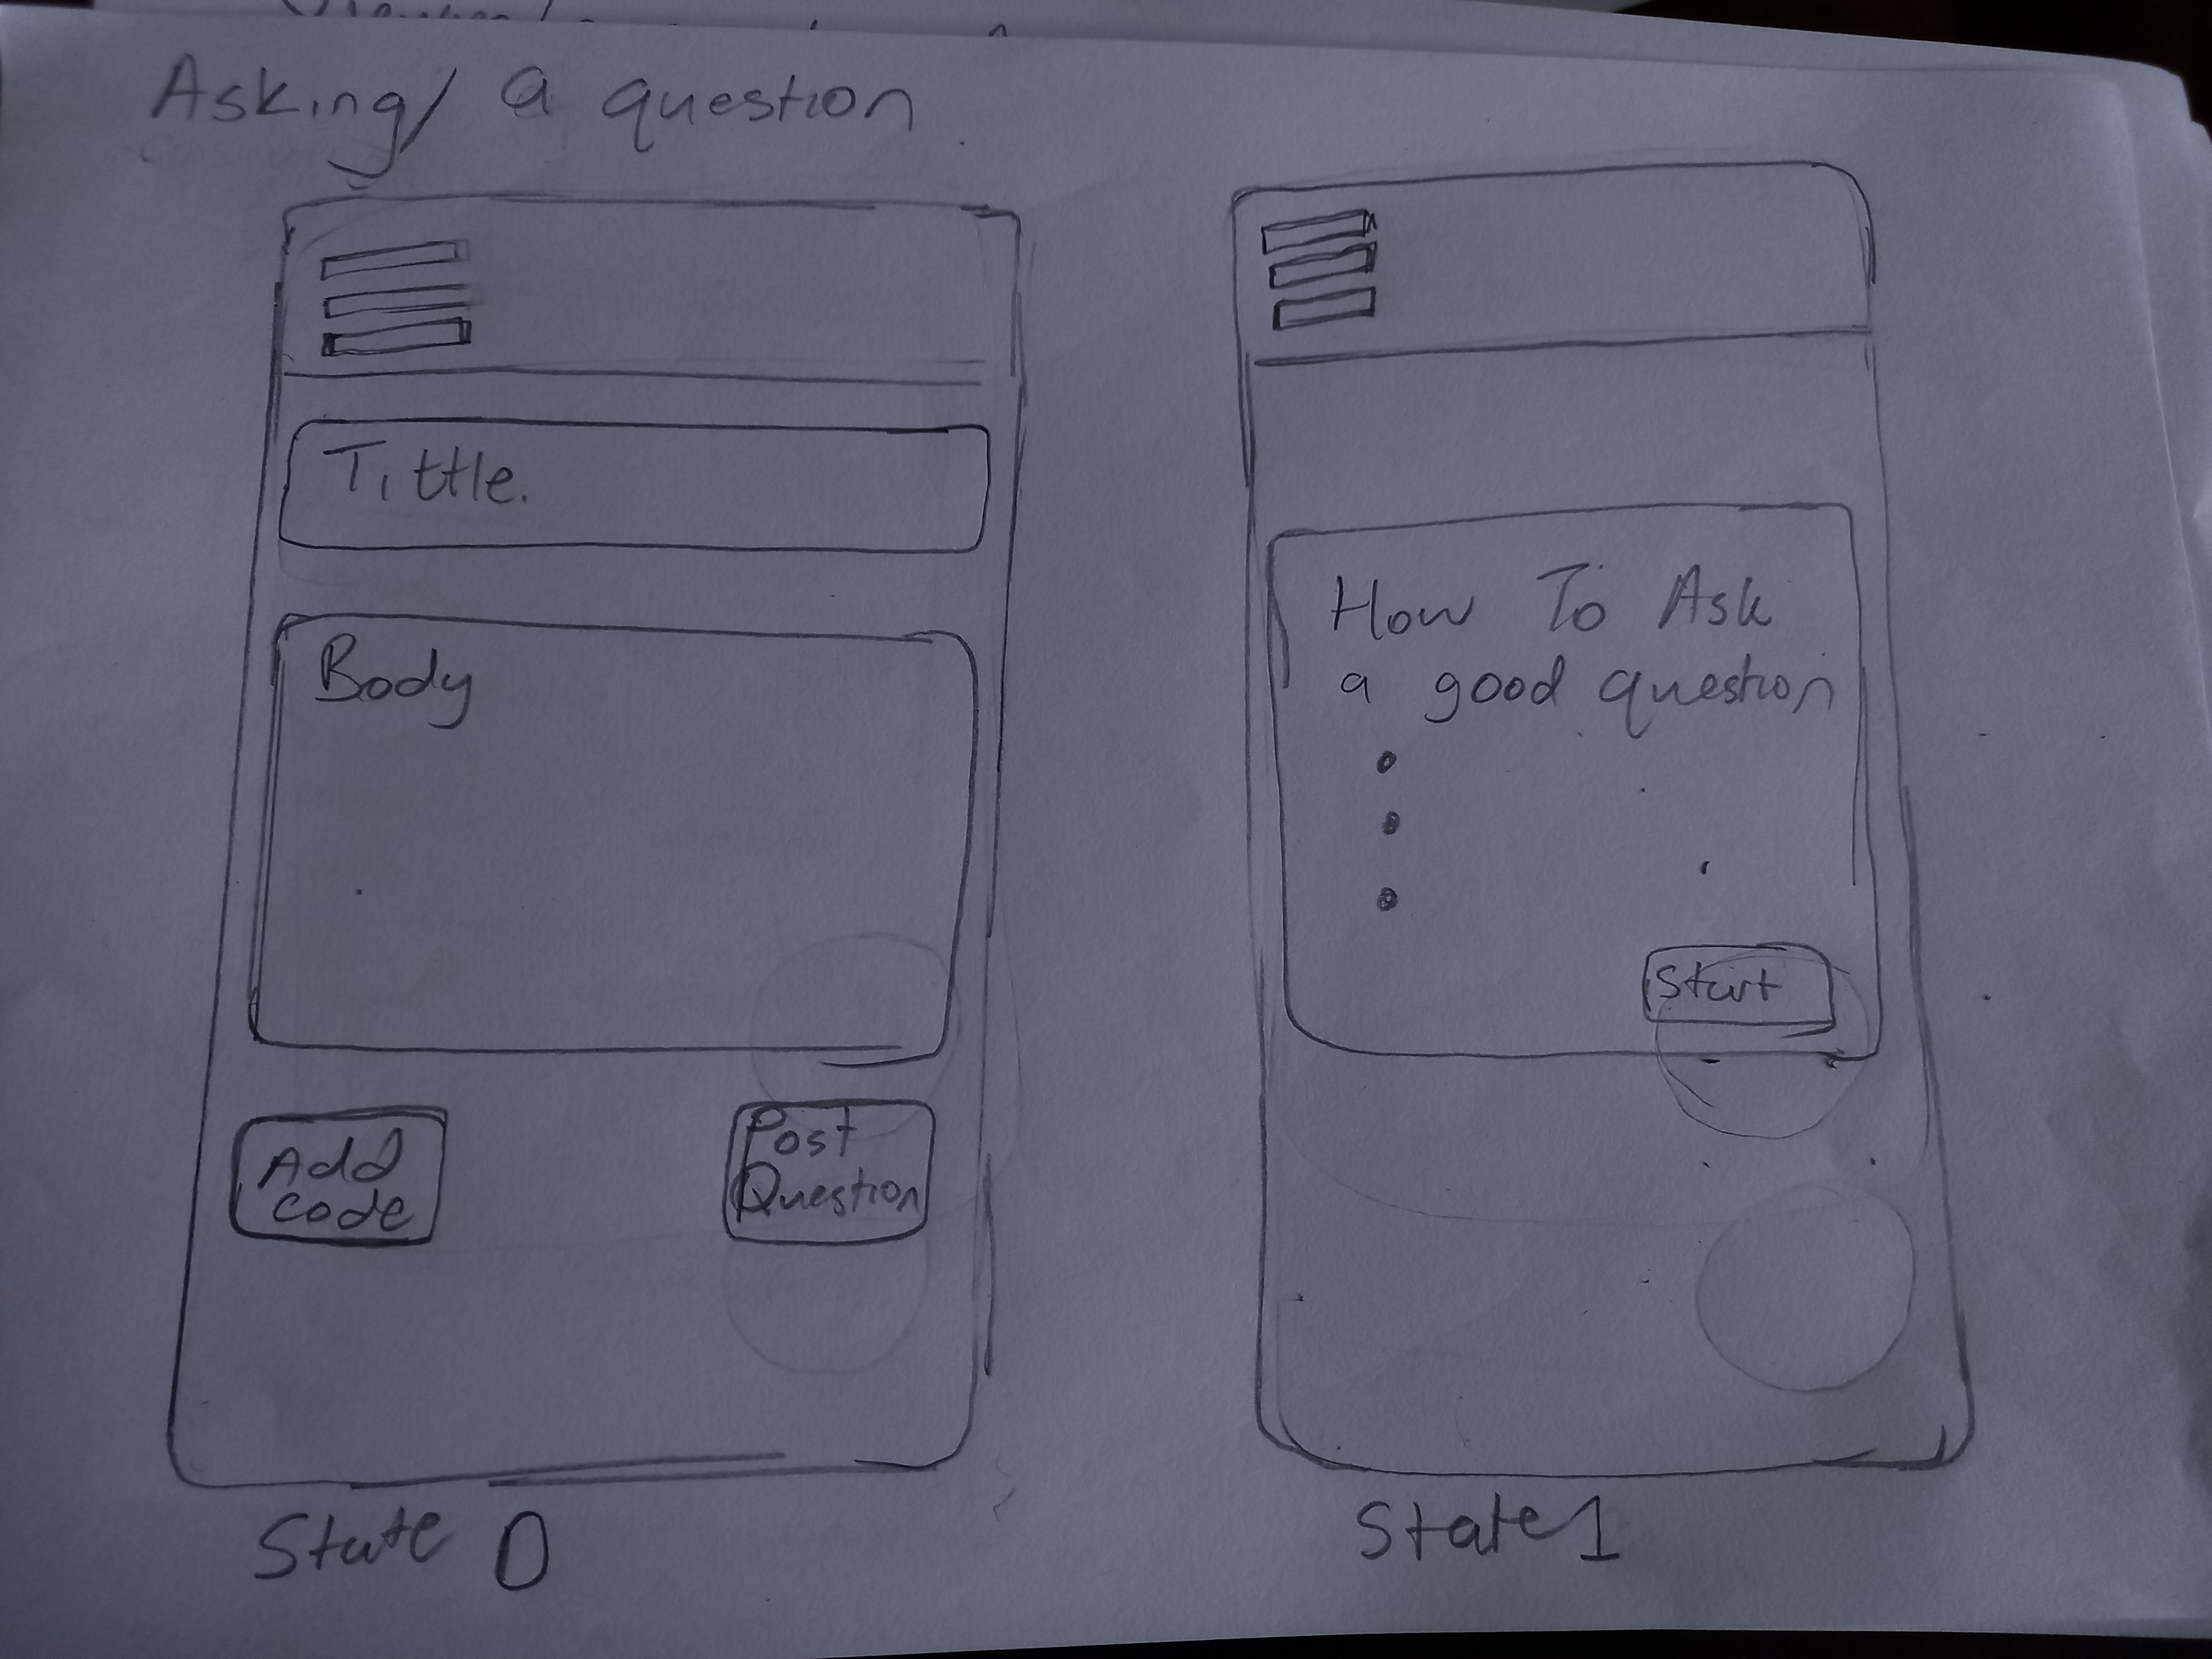 Asking/ a question
Tittle.
Body
Add
code
Post
Question
State 0
How To Ask
a good question
Start
State 1